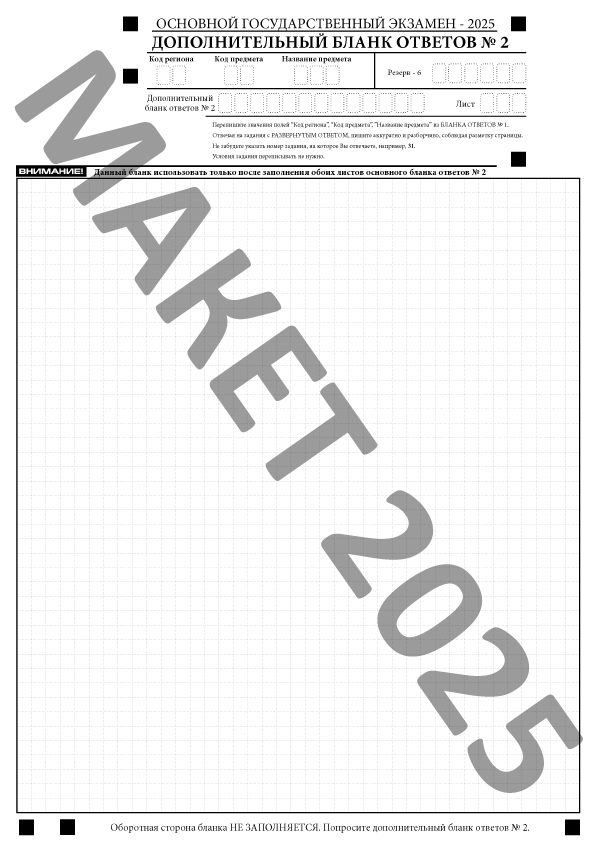 ОСНОВНОЙ ГОСУДАРСТВЕННЫЙ ЭКЗАМЕН - 2025
ДОПОЛНИТЕЛЬНЫЙ БЛАНК ОТВЕТОВ № 2
Код региона Код предмета Название предмета
Резерв - 6
Дополнительный
бланк ответов № 2
Лист
Перепишите значения полей "Код региона", "Код предмета", "Название предмета" из БЛАНКА ОТВЕТОВ № 1.
Отвечая на задания с РАЗВЕРНУТЫМ ОТВЕТОМ, пишите аккуратно и разборчиво, соблюдая разметку страницы.
Не забудьте указать номер задания, на которое Вы отвечаете, например, 31.
Условия задания переписывать не нужно.
ВНИМАНИЕ! Данный бланк использовать только после заполнения обоих листов основного бланка ответов № 2
МАКЕТ 2025
Оборотная сторона бланка НЕ ЗАПОЛНЯЕТСЯ. Попросите дополнительный бланк ответов № 2.